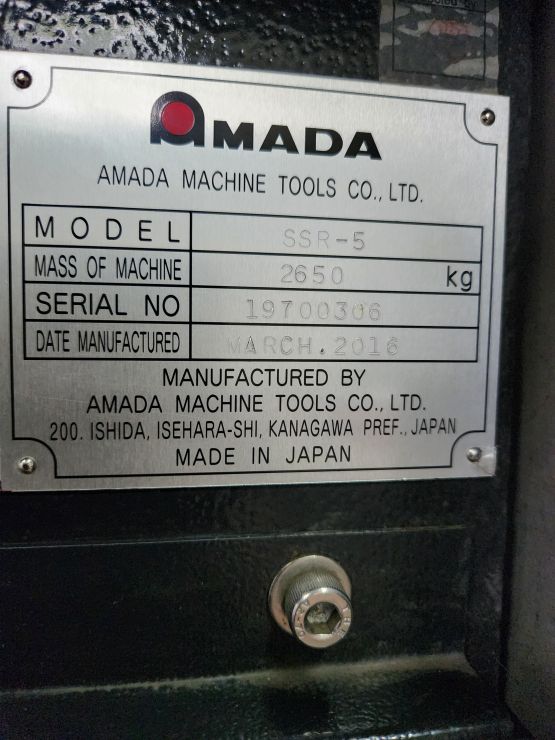 AMADA
AMADA MACHINE TOOLS CO., LTD.
MODEL SSR-5
MASS OF MACHINE 2650 kg
SERIAL NO 19700306
DATE MANUFACTURED MARCH.2016
MANUFACTURED BY
AMADA MACHINE TOOLS CO., LTD.
200. ISHIDA, ISEHARA-SHI, KANAGAWA PREF., JAPAN
MADE IN JAPAN